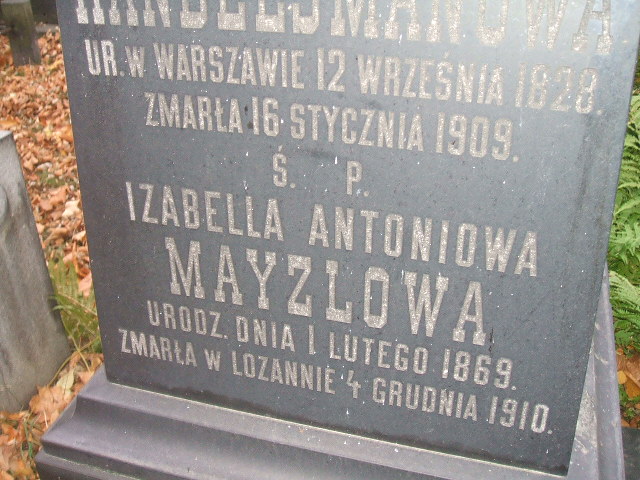 HANDELSMANOWA
UR. W WARSZAWIE 12 WRZEŚNIA 1828.
ZMARŁA 16 STYCZNIA 1909.
Ś. P.
IZABELLA ANTONIOWA
MAYZLOWA
URODZ. DNIA 1 LUTEGO 1869.
ZMARŁA W LOZANNIE 4 GRUDNIA 1910.